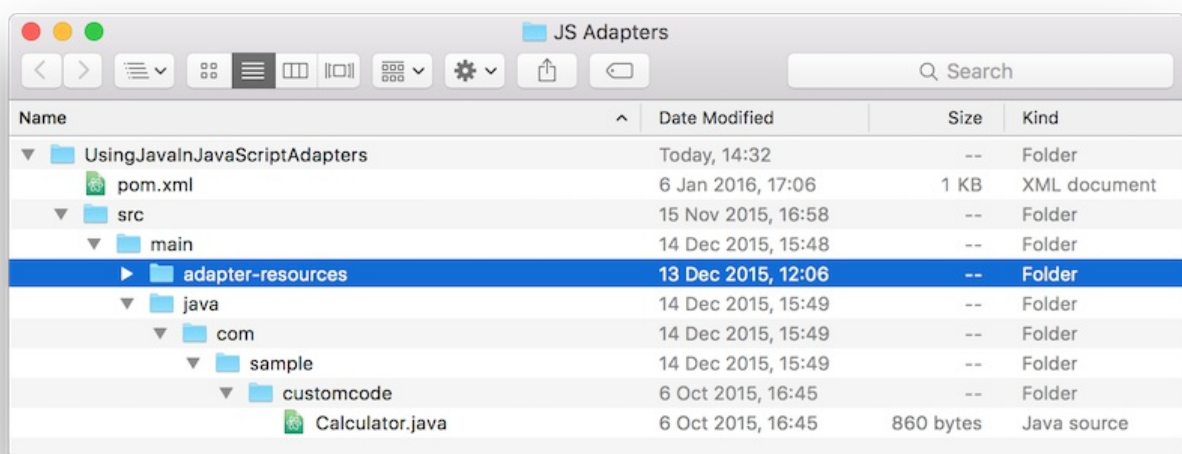 JS Adapters
Search
Name Date Modified Size Kind
UsingJavaInJavaScriptAdapters Today, 14:32 -- Folder
pom.xml 6 Jan 2016, 17:06 1 KB XML document
src 15 Nov 2015, 16:58 -- Folder
main 14 Dec 2015, 15:48 -- Folder
adapter-resources 13 Dec 2015, 12:06 -- Folder
java 14 Dec 2015, 15:49 -- Folder
com 14 Dec 2015, 15:49 -- Folder
sample 14 Dec 2015, 15:49 -- Folder
customcode 6 Oct 2015, 16:45 -- Folder
Calculator.java 6 Oct 2015, 16:45 860 bytes Java source